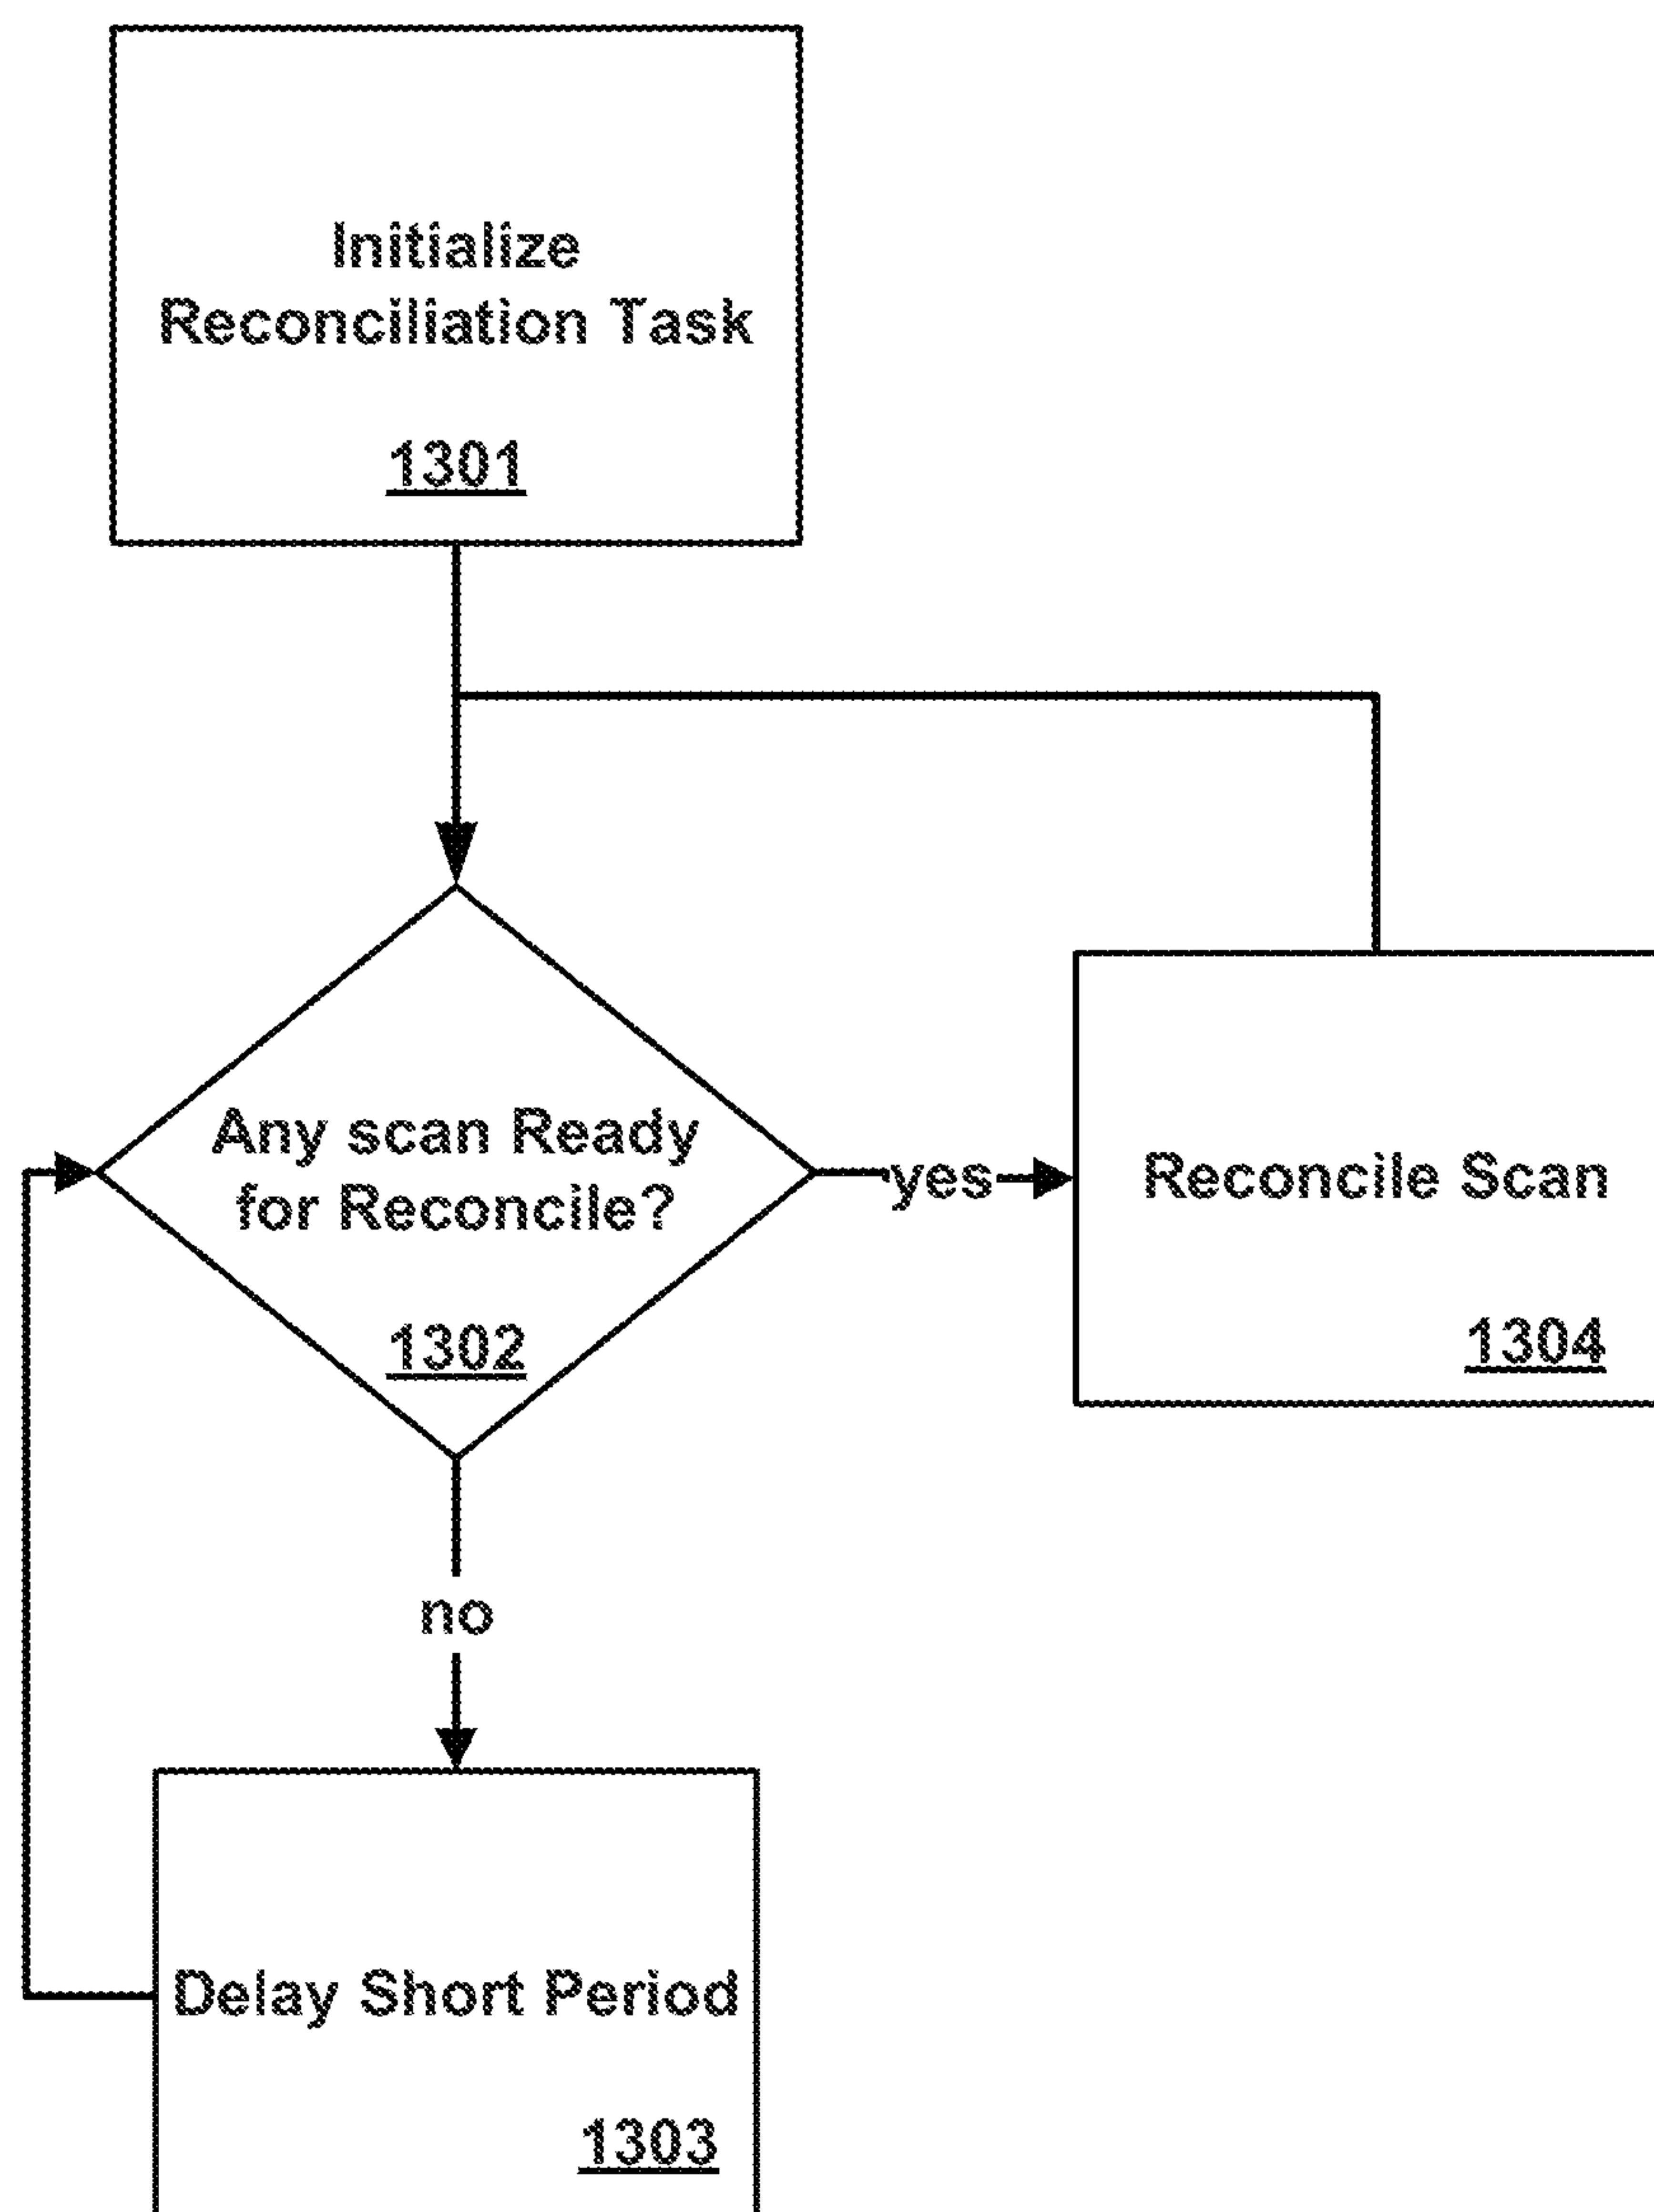 Initialize
Reconciliation Task
1301
Any scan Ready
for Reconcile?
1302
yes
Reconcile Scan
1304
no
Delay Short Period
1303